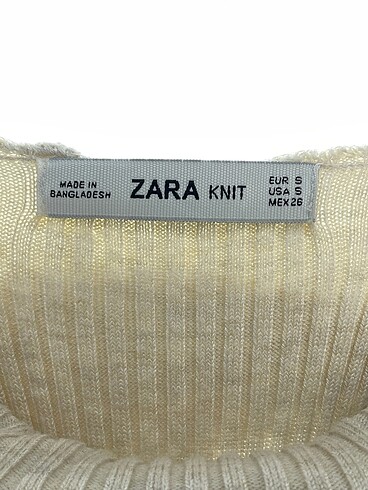 MADE IN
BANGLADESH
ZARA KNIT
EUR S
USA S
MEX 26